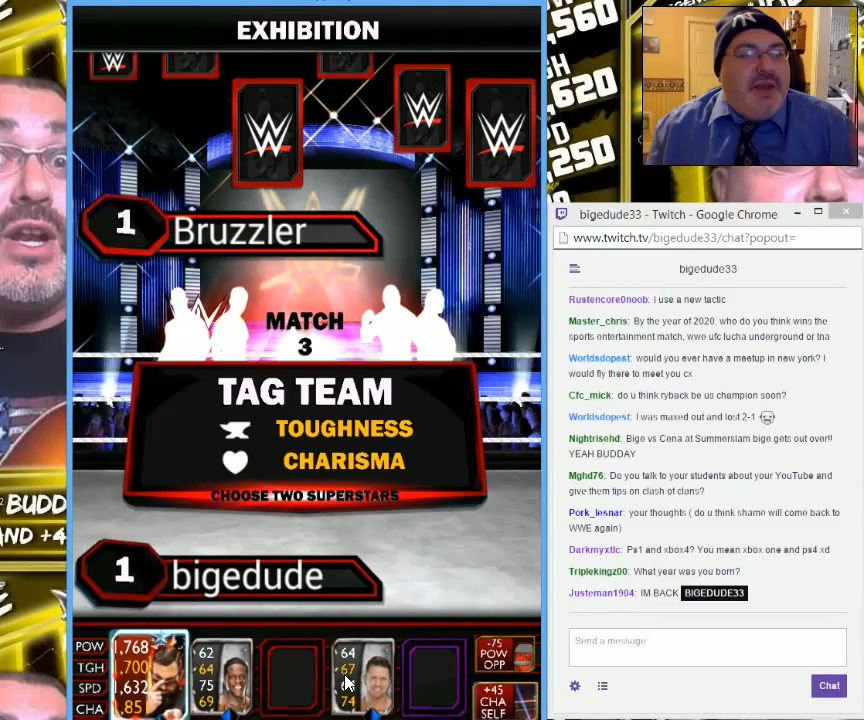 EXHIBITION
1
Bruzzler
MATCH
3
TAG TEAM
TOUGHNESS
CHARISMA
CHOOSE TWO SUPERSTARS
1
bigedude
POW
TGH
SPD
CHA
1,768
1,700
1,632
62
64
75
69
64
67
74
-75
POW
OPP
+45
CHA
SELF
BUDD
AND +4
,560
,620
,250
bigedude33 - Twitch - Google Chrome
www.twitch.tv/bigedude33/chat?popout=
bigedude33
Rustencore0noob: i use a new tactic
Master_chris: By the year of 2020, who do you think wins the
sports entertainment match, wwe ufc lucha underground or tna
Worldsdopest: would you ever have a meetup in new york? I
would fly there to meet you cx
Cfc_mick: do u think ryback be us champion soon?
Worldsdopest: I was maxed out and lost 2-1
Nightrisehd: Bige vs Cena at Summerslam bige gets out over!!
YEAH BUDDAY
Mghd76: Do you talk to your students about your YouTube and
give them tips on clash of clans?
Pork_lesnar: your thoughts ( do u think shame will come back to
WWE again)
Darkmyxtic: Ps1 and xbox4? You mean xbox one and ps4 xd
Triplekingz00: What year was you born?
Justeman1904: IM BACK BIGEDUDE33
Send a message
Chat